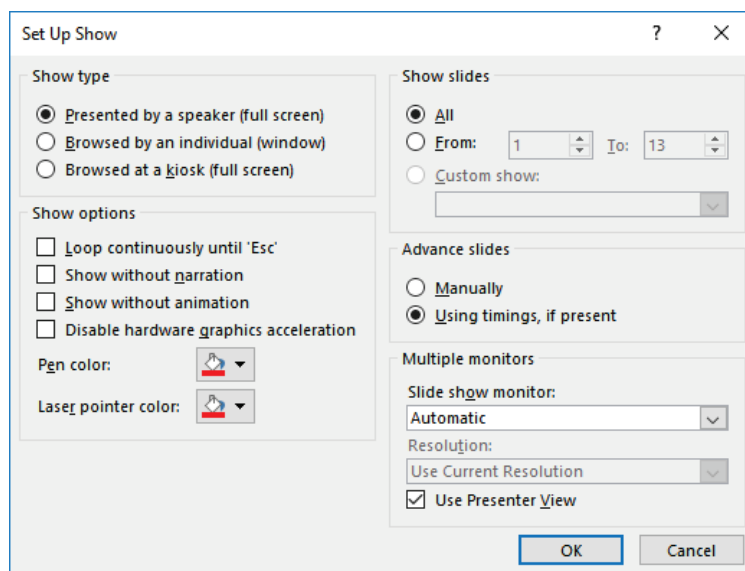 Set Up Show
Show type
Presented by a speaker (full screen)
Browsed by an individual (window)
Browsed at a kiosk (full screen)
Show options
Loop continuously until 'Esc'
Show without narration
Show without animation
Disable hardware graphics acceleration
Pen color:
Laser pointer color:
Show slides
All
From: 1 To: 13
Custom show:
Advance slides
Manually
Using timings, if present
Multiple monitors
Slide show monitor:
Automatic
Resolution:
Use Current Resolution
Use Presenter View
OK Cancel